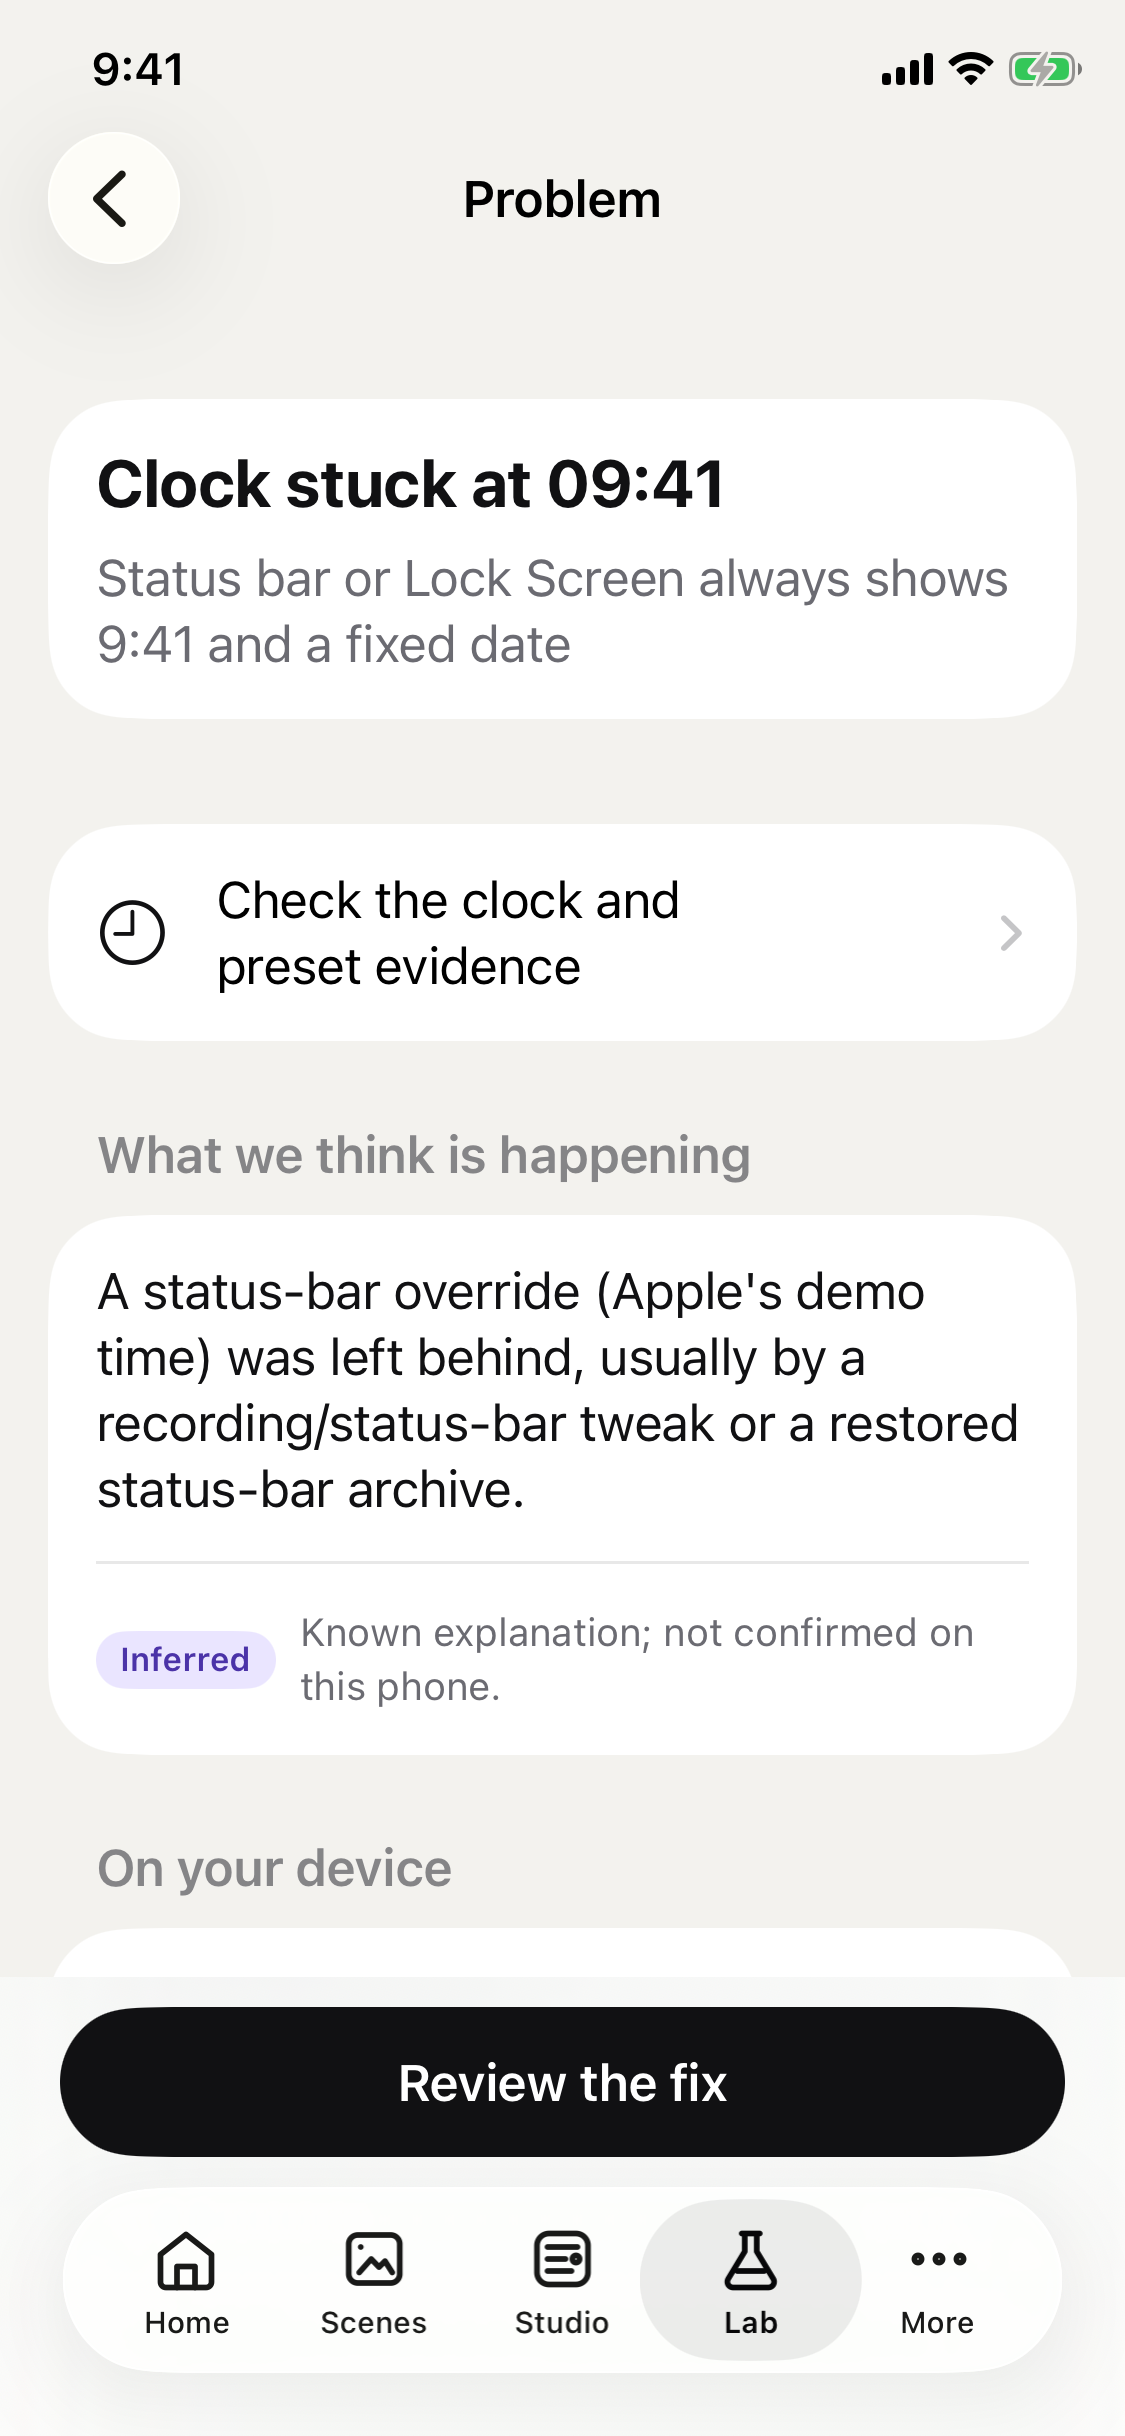 9:41
Problem
Clock stuck at 09:41
Status bar or Lock Screen always shows
9:41 and a fixed date
Check the clock and
preset evidence
What we think is happening
A status-bar override (Apple's demo
time) was left behind, usually by a
recording/status-bar tweak or a restored
status-bar archive.
Inferred
Known explanation; not confirmed on
this phone.
On your device
Review the fix
Home
Scenes
Studio
Lab
More